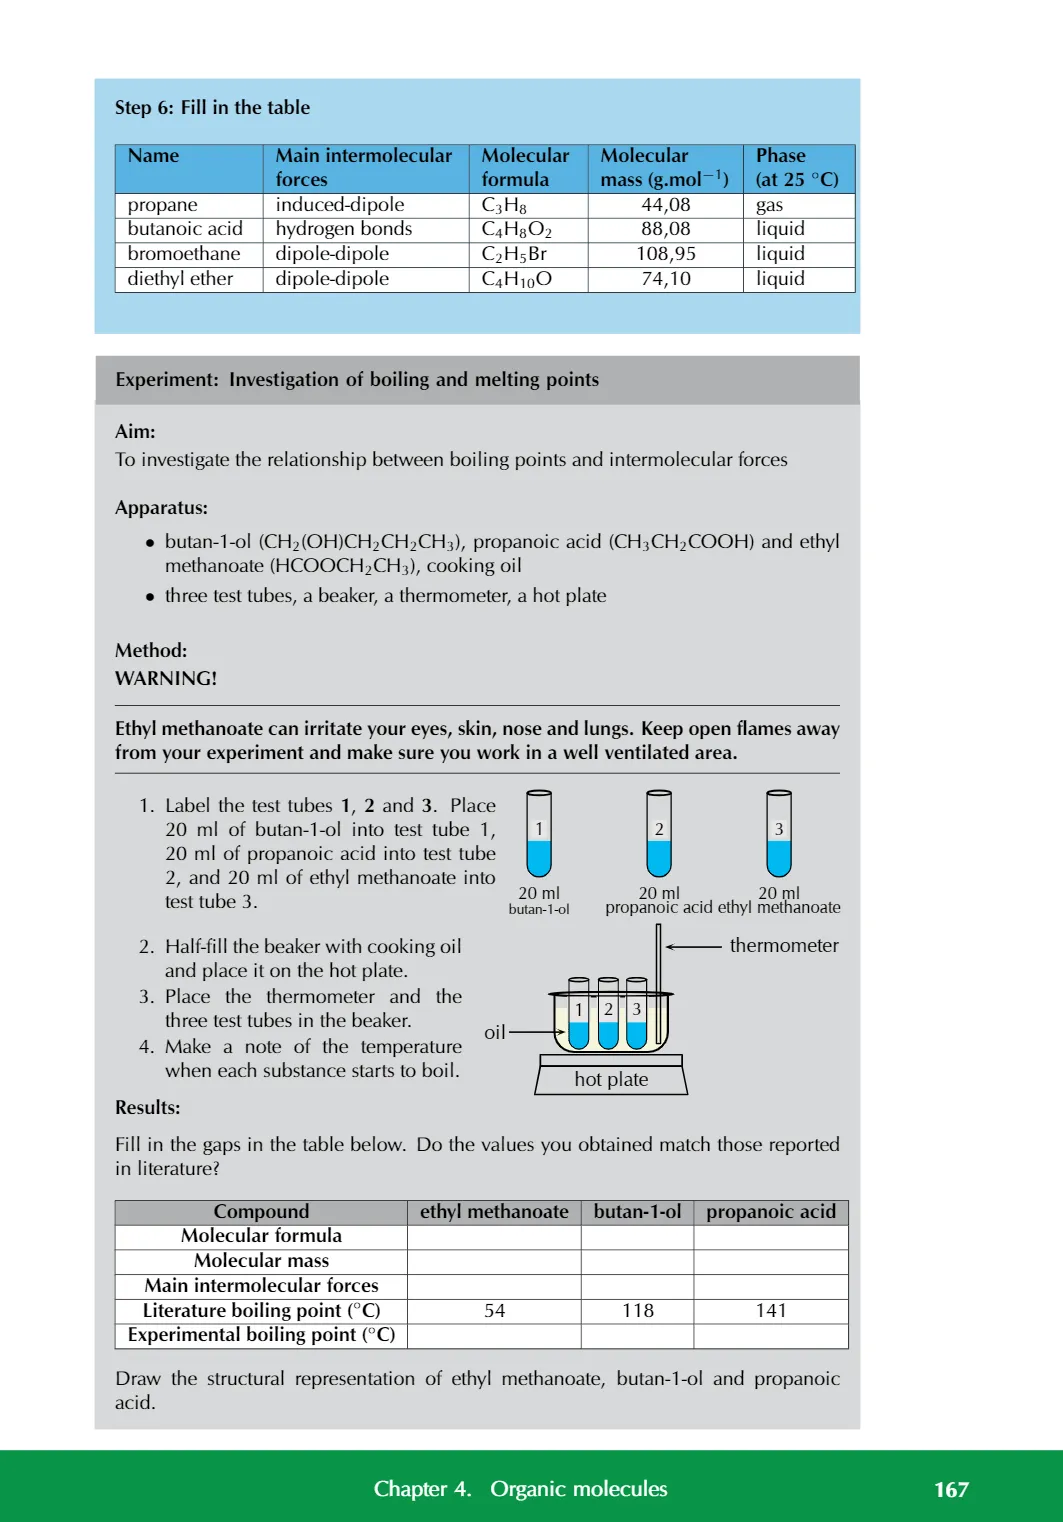 Step 6: Fill in the table
Name Main intermolecular forces Molecular formula Molecular mass (g.mol⁻¹) Phase (at 25 °C)
propane induced-dipole C₃H₈ 44,08 gas
butanoic acid hydrogen bonds C₄H₈O₂ 88,08 liquid
bromoethane dipole-dipole C₂H₅Br 108,95 liquid
diethyl ether dipole-dipole C₄H₁₀O 74,10 liquid
Experiment: Investigation of boiling and melting points
Aim:
To investigate the relationship between boiling points and intermolecular forces
Apparatus:
• butan-1-ol (CH₂(OH)CH₂CH₂CH₃), propanoic acid (CH₃CH₂COOH) and ethyl
methanoate (HCOOCH₂CH₃), cooking oil
• three test tubes, a beaker, a thermometer, a hot plate
Method:
WARNING!
Ethyl methanoate can irritate your eyes, skin, nose and lungs. Keep open flames away
from your experiment and make sure you work in a well ventilated area.
1. Label the test tubes 1, 2 and 3. Place
20 ml of butan-1-ol into test tube 1,
20 ml of propanoic acid into test tube
2, and 20 ml of ethyl methanoate into
test tube 3.
1 2 3
20 ml 20 ml 20 ml
butan-1-ol propanoic acid ethyl methanoate
2. Half-fill the beaker with cooking oil
and place it on the hot plate.
3. Place the thermometer and the
three test tubes in the beaker.
4. Make a note of the temperature
when each substance starts to boil.
thermometer
1 2 3
oil
hot plate
Results:
Fill in the gaps in the table below. Do the values you obtained match those reported
in literature?
Compound ethyl methanoate butan-1-ol propanoic acid
Molecular formula
Molecular mass
Main intermolecular forces
Literature boiling point (°C) 54 118 141
Experimental boiling point (°C)
Draw the structural representation of ethyl methanoate, butan-1-ol and propanoic
acid.
Chapter 4. Organic molecules 167